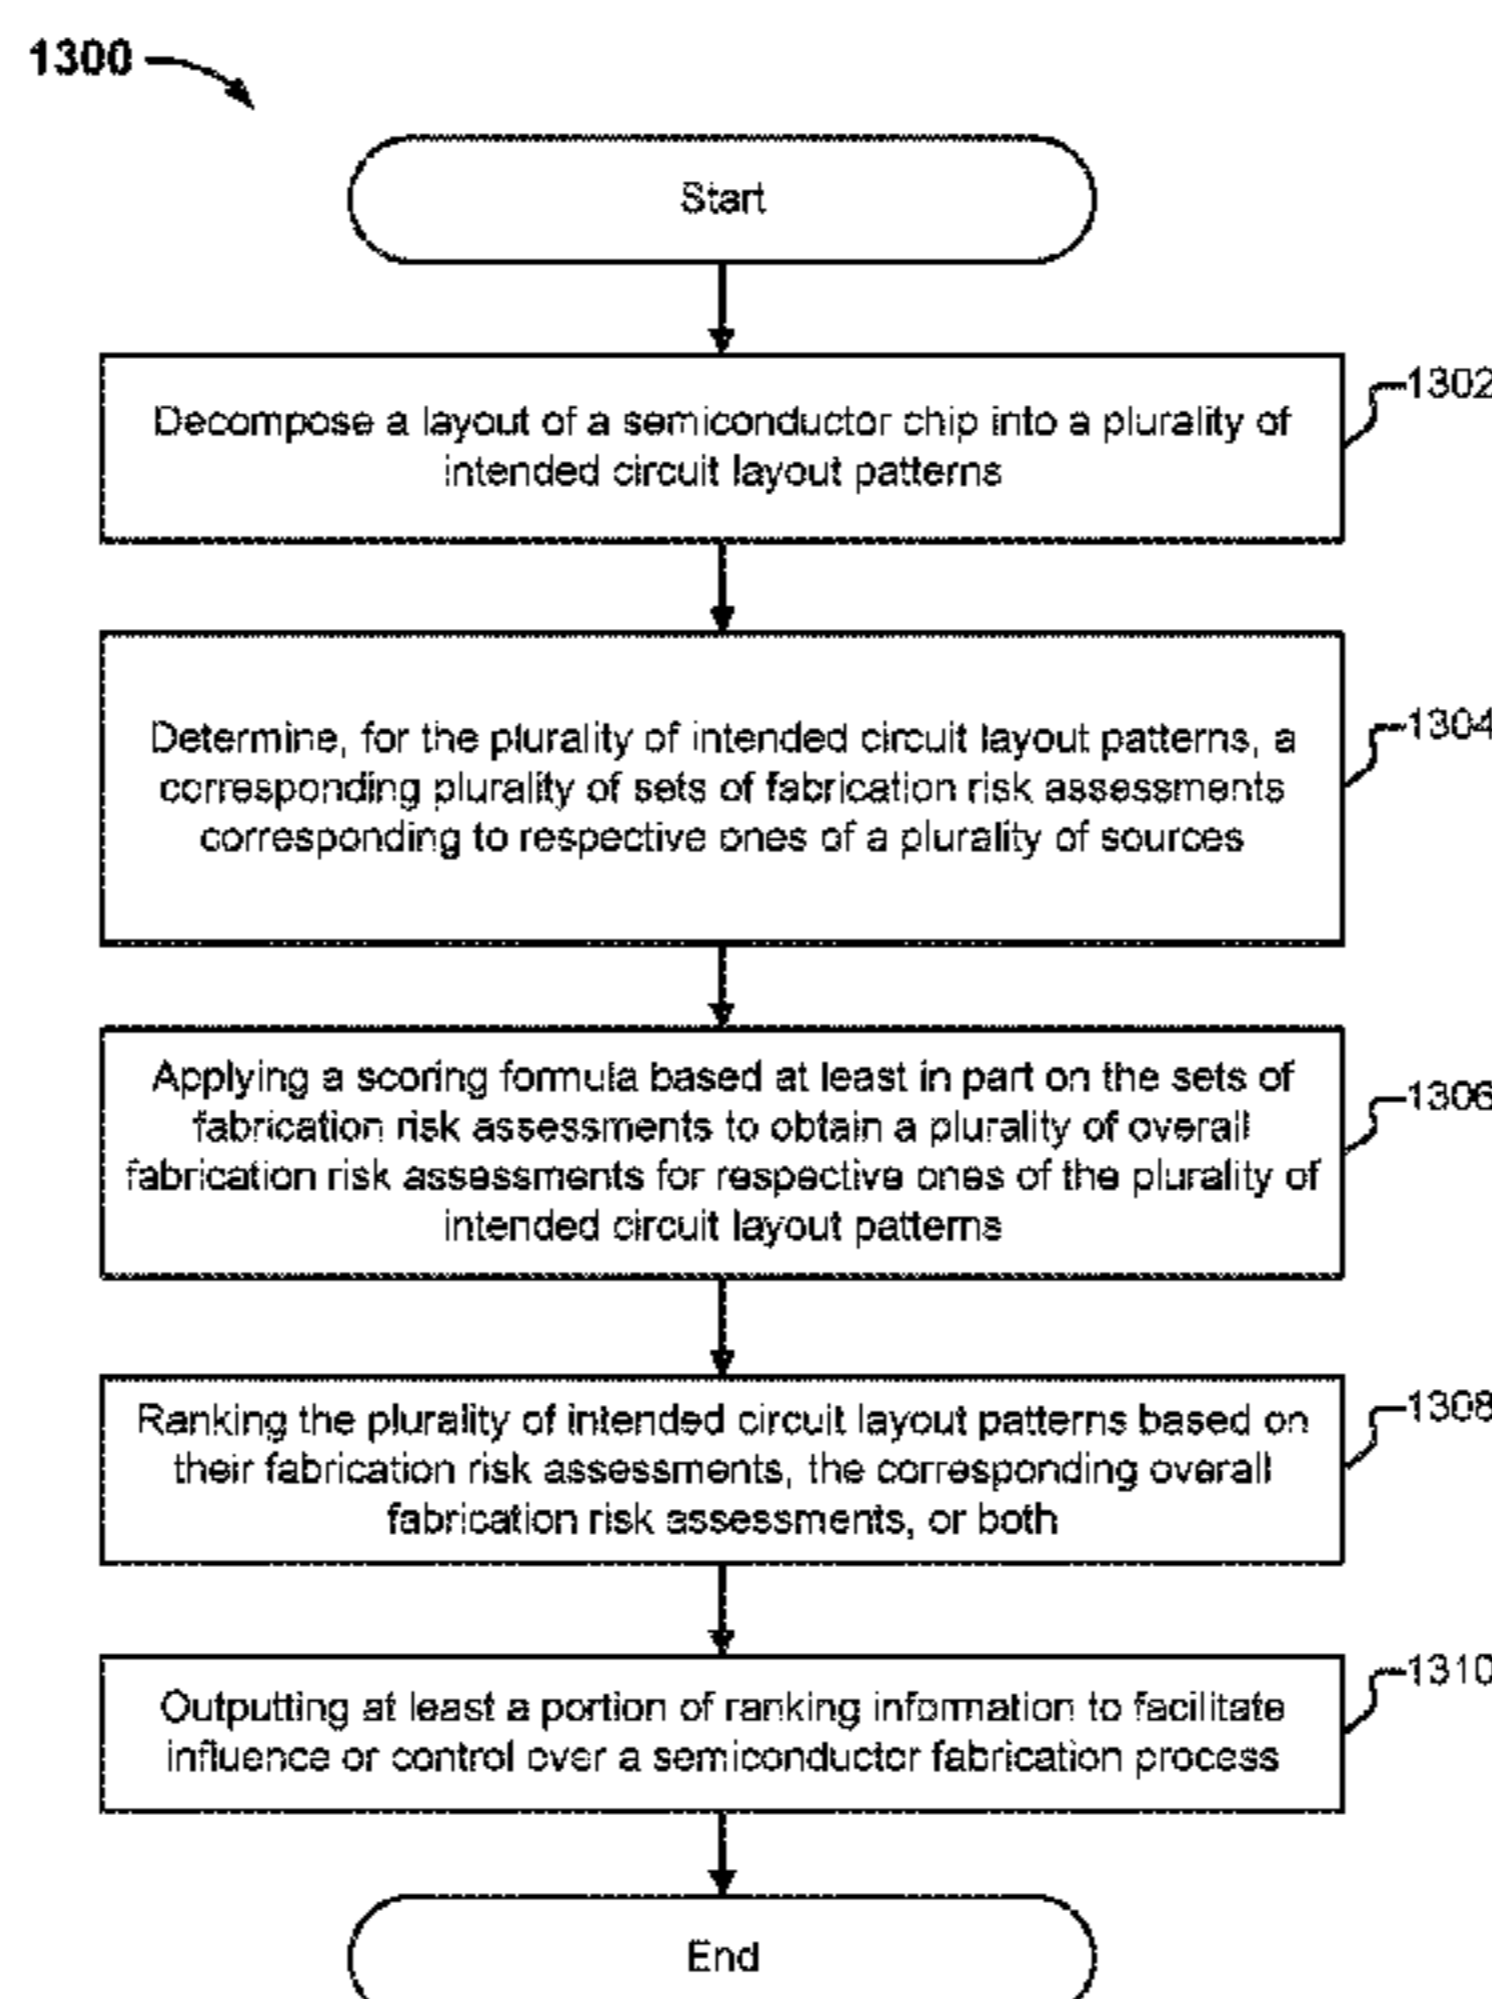 1300
Start
Decompose a layout of a semiconductor chip into a plurality of
intended circuit layout patterns
1302
Determine, for the plurality of intended circuit layout patterns, a
corresponding plurality of sets of fabrication risk assessments
corresponding to respective ones of a plurality of sources
1304
Applying a scoring formula based at least in part on the sets of
fabrication risk assessments to obtain a plurality of overall
fabrication risk assessments for respective ones of the plurality of
intended circuit layout patterns
1306
Ranking the plurality of intended circuit layout patterns based on
their fabrication risk assessments, the corresponding overall
fabrication risk assessments, or both
1308
Outputting at least a portion of ranking information to facilitate
influence or control over a semiconductor fabrication process
1310
End